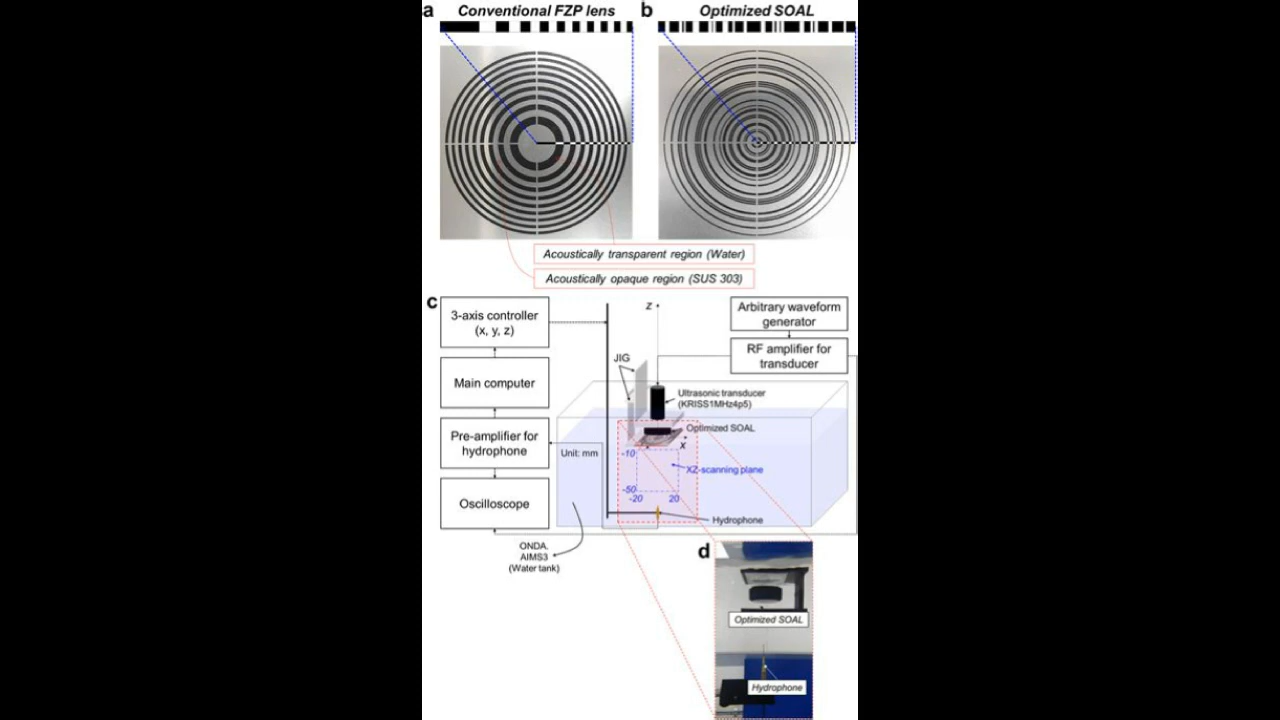 a
Conventional FZP lens
b
Optimized SOAL
Acoustically transparent region (Water)
Acoustically opaque region (SUS 303)
c
3-axis controller
(x, y, z)
Main computer
Pre-amplifier for
hydrophone
Oscilloscope
ONDA.
AIMS3
(Water tank)
Unit: mm
JIG
z
Arbitrary waveform
generator
RF amplifier for
transducer
Ultrasonic transducer
(KRISS1MHz4p5)
Optimized SOAL
x
-10
XZ-scanning plane
-50
-20
20
Hydrophone
d
Optimized SOAL
Hydrophone